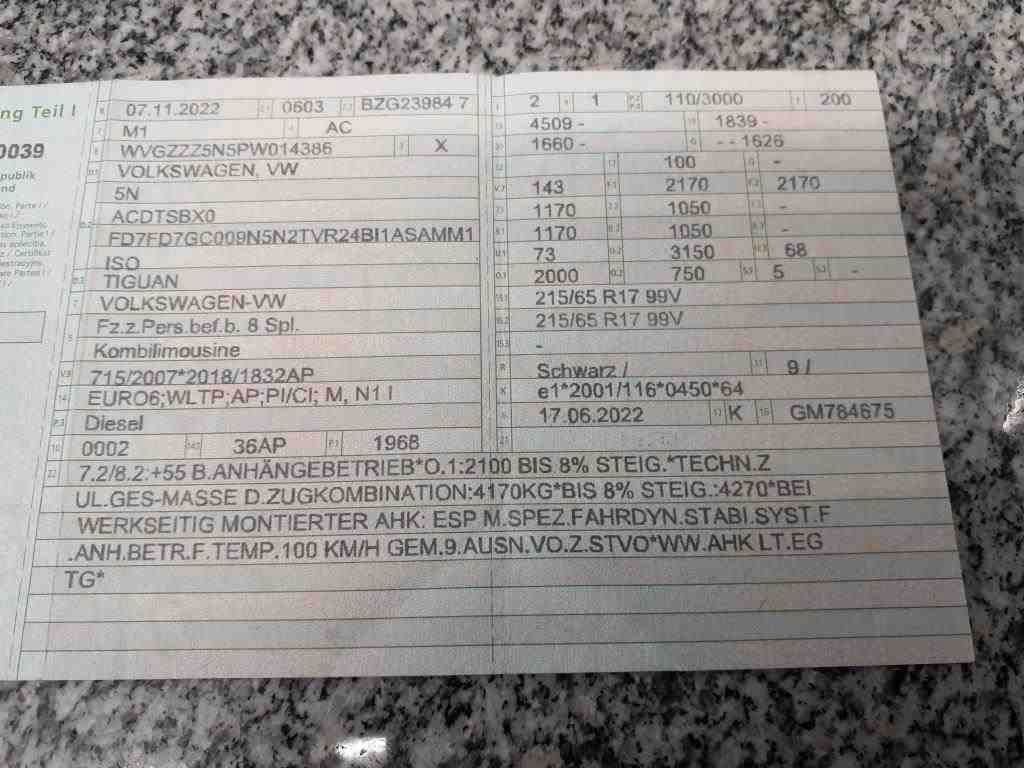 ng Teil I
0039
publik
nd
07.11.2022 0603 BZG23984 7
M1 AC
WVGZZZ5N5PW014386 X
VOLKSWAGEN, VW
5N
ACDTSBX0
FD7FD7GC009N5N2TVR24BI1ASAMM1
ISO
TIGUAN
VOLKSWAGEN-VW
Fz.z.Pers.bef.b. 8 Spl.
Kombilimousine
715/2007*2018/1832AP
EURO6;WLTP;AP;PI/CI; M, N1 I
Diesel
0002 36AP P.1 1968
2 1 110/3000 T 200
4509 - 1839 -
1660 - - - 1626
100 -
143 2170 2170
1170 1050 -
1170 1050 -
73 3150 68
2000 750 5 -
215/65 R17 99V
215/65 R17 99V
-
R Schwarz / 9 /
K e1*2001/116*0450*64
17.06.2022 K GM784675
22 7.2/8.2:+55 B.ANHÄNGEBETRIEB*O.1:2100 BIS 8% STEIG.*TECHN.Z
UL.GES-MASSE D.ZUGKOMBINATION:4170KG*BIS 8% STEIG.:4270*BEI
WERKSEITIG MONTIERTER AHK: ESP M.SPEZ.FAHRDYN.STABI.SYST.F
.ANH.BETR.F.TEMP.100 KM/H GEM.9.AUSN.VO.Z.STVO*WW.AHK LT.EG
TG*